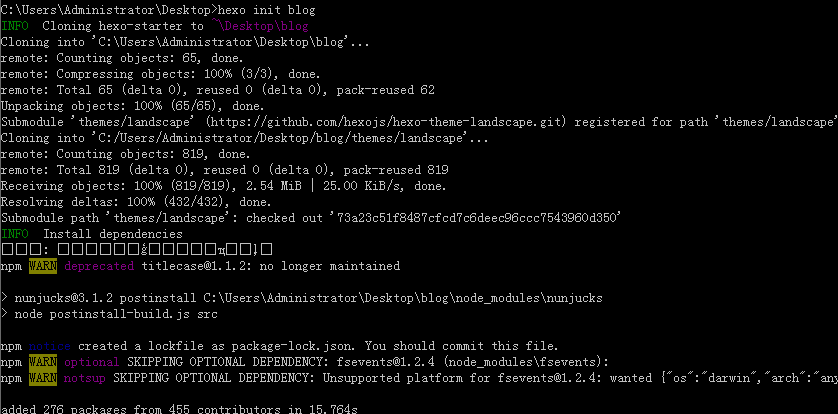 C:\Users\Administrator\Desktop>hexo init blog
INFO  Cloning hexo-starter to ~\Desktop\blog
Cloning into 'C:\Users\Administrator\Desktop\blog'...
remote: Counting objects: 65, done.
remote: Compressing objects: 100% (3/3), done.
remote: Total 65 (delta 0), reused 0 (delta 0), pack-reused 62
Unpacking objects: 100% (65/65), done.
Submodule 'themes/landscape' (https://github.com/hexojs/hexo-theme-landscape.git) registered for path 'themes/landscape'
Cloning into 'C:/Users/Administrator/Desktop/blog/themes/landscape'...
remote: Counting objects: 819, done.
remote: Total 819 (delta 0), reused 0 (delta 0), pack-reused 819
Receiving objects: 100% (819/819), 2.54 MiB | 25.00 KiB/s, done.
Resolving deltas: 100% (432/432), done.
Submodule path 'themes/landscape': checked out '73a23c51f8487cfcd7c6deec96ccc7543960d350'
INFO  Install dependencies
npm WARN deprecated titlecase@1.1.2: no longer maintained
> nunjucks@3.1.2 postinstall C:\Users\Administrator\Desktop\blog\node_modules\nunjucks
> node postinstall-build.js src
npm notice created a lockfile as package-lock.json. You should commit this file.
npm WARN optional SKIPPING OPTIONAL DEPENDENCY: fsevents@1.2.4 (node_modules\fsevents):
npm WARN notsup SKIPPING OPTIONAL DEPENDENCY: Unsupported platform for fsevents@1.2.4: wanted {"os":"darwin","arch":"any
added 276 packages from 455 contributors in 15.764s